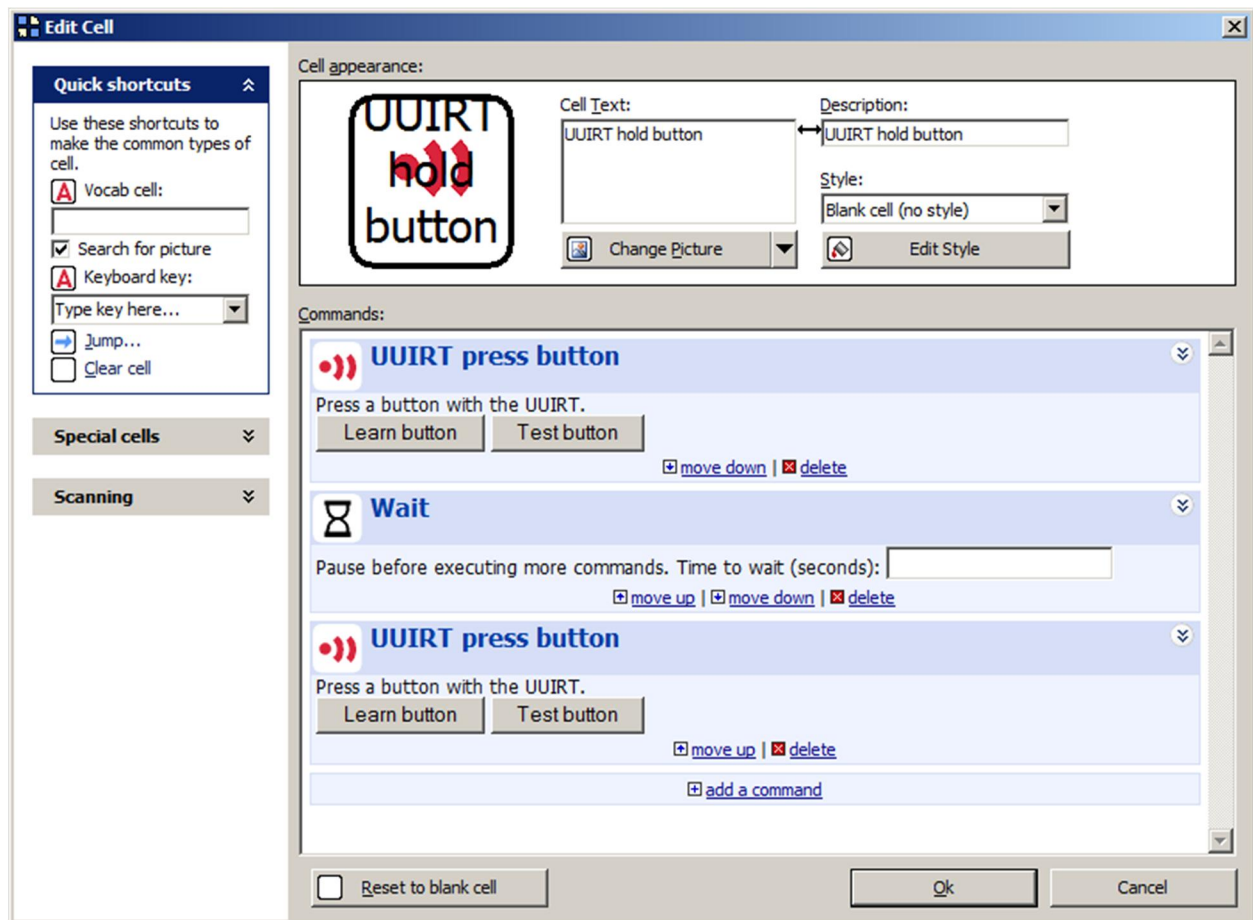 Edit Cell
Quick shortcuts
Use these shortcuts to
make the common types of
cell.
A Vocab cell:
Search for picture
A Keyboard key:
Type key here...
Jump...
Clear cell
Special cells
Scanning
Cell appearance:
UUIRT
hold
button
Cell Text:
UUIRT hold button
Change Picture
Description:
UUIRT hold button
Style:
Blank cell (no style)
Edit Style
Commands:
UUIRT press button
Press a button with the UUIRT.
Learn button Test button
move down | delete
Wait
Pause before executing more commands. Time to wait (seconds):
move up | move down | delete
UUIRT press button
Press a button with the UUIRT.
Learn button Test button
move up | delete
add a command
Reset to blank cell Ok Cancel